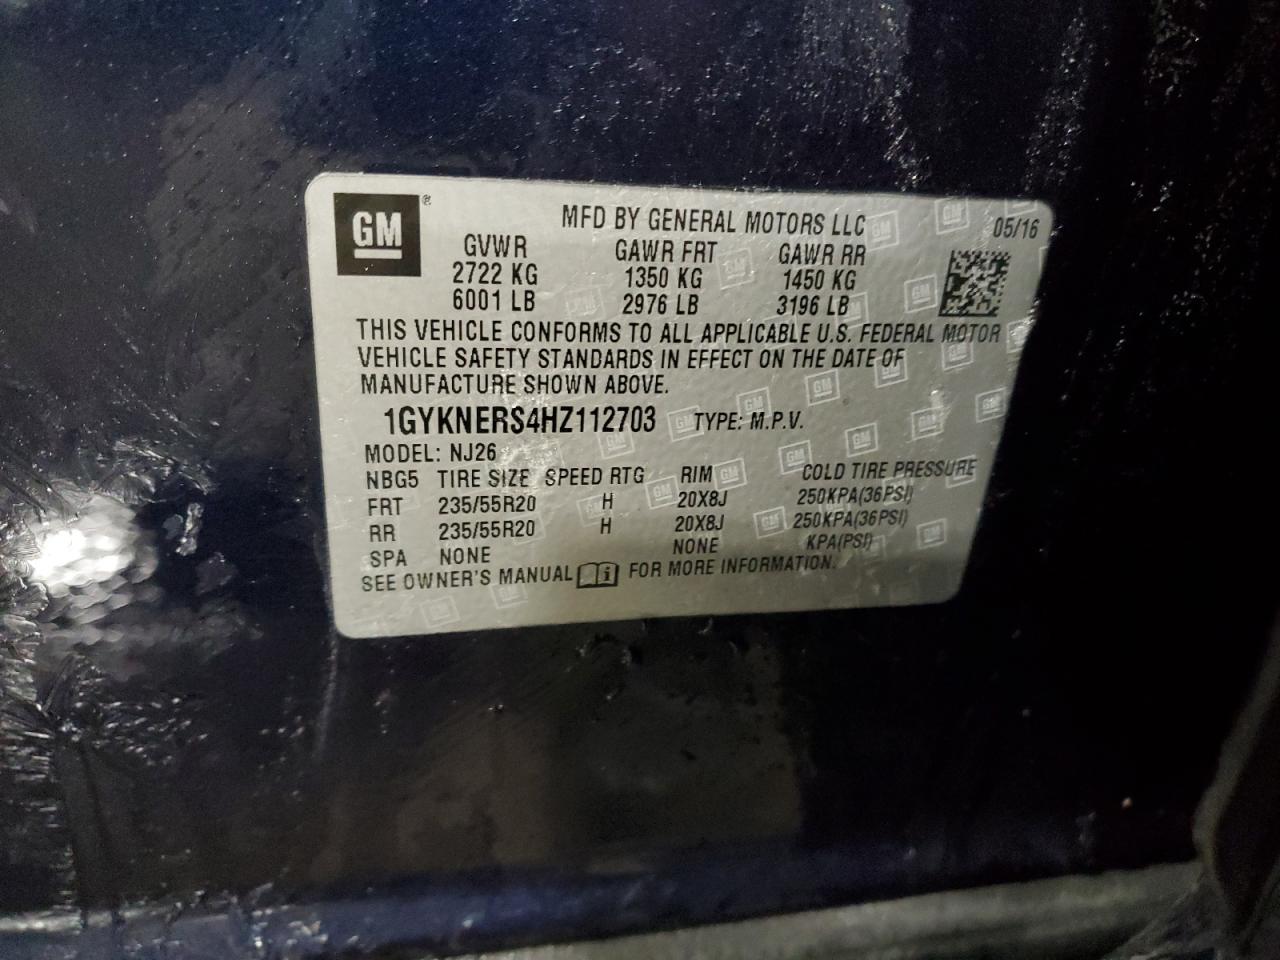 GM®
MFD BY GENERAL MOTORS LLC 05/16
GVWR GAWR FRT GAWR RR
2722 KG 1350 KG 1450 KG
6001 LB 2976 LB 3196 LB
THIS VEHICLE CONFORMS TO ALL APPLICABLE U.S. FEDERAL MOTOR
VEHICLE SAFETY STANDARDS IN EFFECT ON THE DATE OF
MANUFACTURE SHOWN ABOVE.
1GYKNERS4HZ112703 TYPE: M.P.V.
MODEL: NJ26
NBG5 TIRE SIZE SPEED RTG RIM COLD TIRE PRESSURE
FRT 235/55R20 H 20X8J 250KPA(36PSI)
RR 235/55R20 H 20X8J 250KPA(36PSI)
SPA NONE NONE KPA(PSI)
SEE OWNER'S MANUAL FOR MORE INFORMATION.